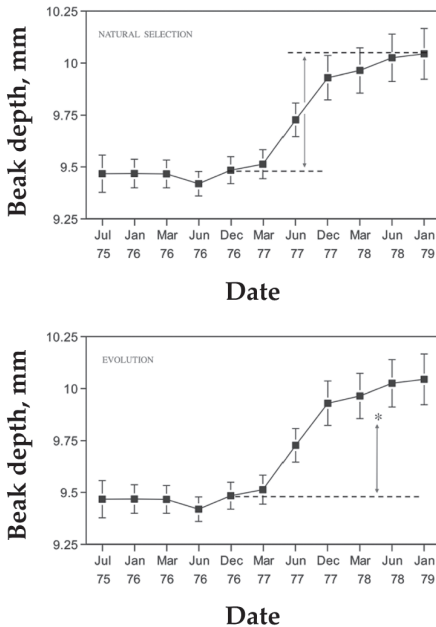 10.25
NATURAL SELECTION
10
9.75
9.5
9.25
Beak depth, mm
Jul Jan Mar Jun Dec Mar Jun Dec Mar Jun Jan
75 76 76 76 76 77 77 77 78 78 79
Date
10.25
EVOLUTION
10
*
9.75
9.5
9.25
Beak depth, mm
Jul Jan Mar Jun Dec Mar Jun Dec Mar Jun Jan
75 76 76 76 76 77 77 77 78 78 79
Date